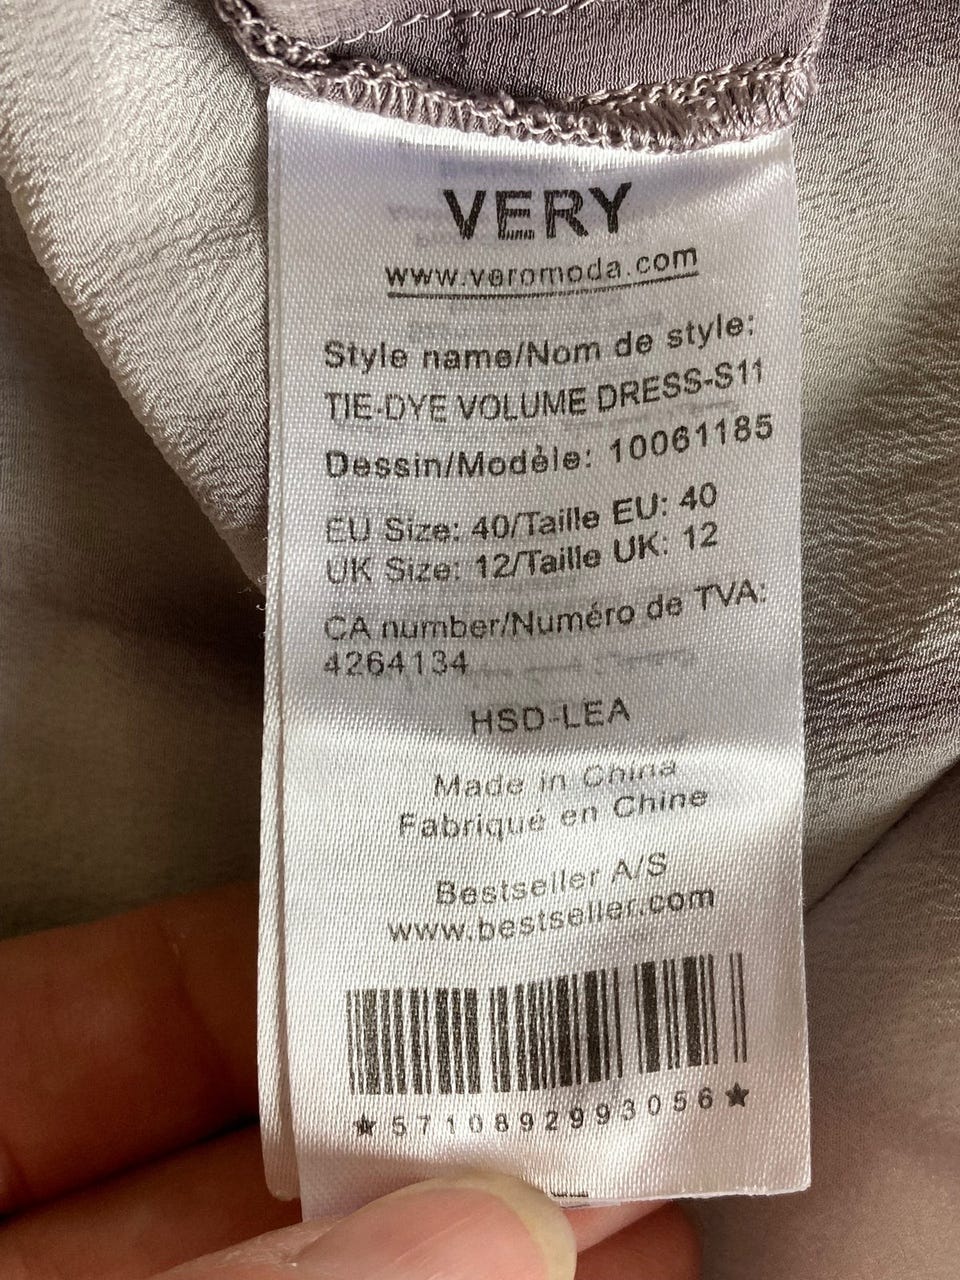 VERY
www.veromoda.com
Style name/Nom de style:
TIE-DYE VOLUME DRESS-S11
Dessin/Modèle: 10061185
EU Size: 40/Taille EU: 40
UK Size: 12/Taille UK: 12
CA number/Numéro de TVA:
4264134
HSD-LEA
Made in China
Fabriqué en Chine
Bestseller A/S
www.bestseller.com
★5710892993056★